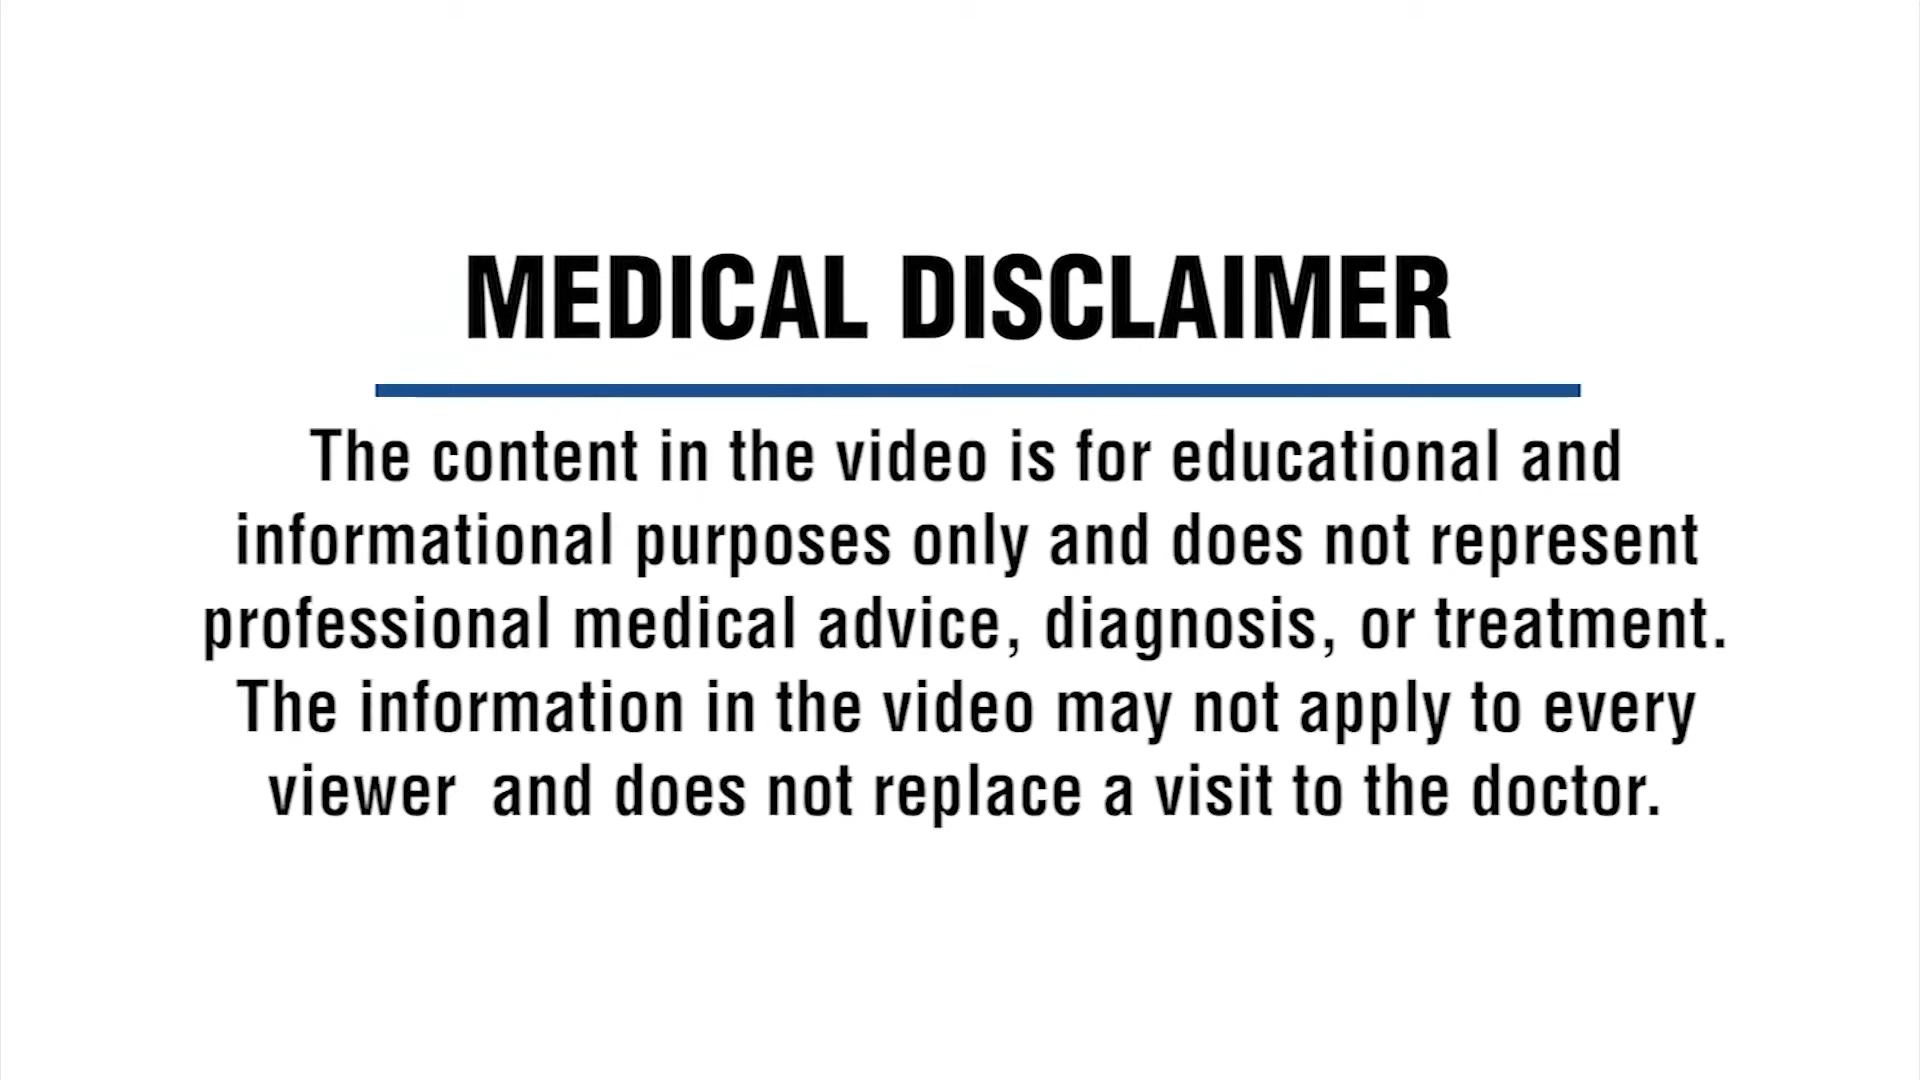 MEDICAL DISCLAIMER
The content in the video is for educational and
informational purposes only and does not represent
professional medical advice, diagnosis, or treatment.
The information in the video may not apply to every
viewer  and does not replace a visit to the doctor.